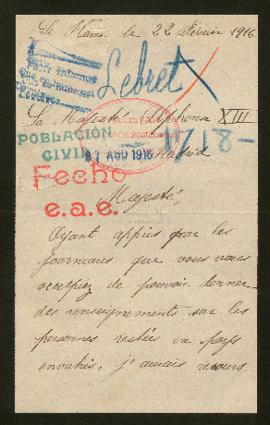 Le Havre le 22 Février 1916
Lebret
Sa Majesté Alphonse XIII
POBLACIÓN
CIVIL
17181-
27 AGO 1916
Madrid
Fecho
e.a.e.
Majesté,
Ayant appris par les
journaux que vous vous
occupiez de pouvoir donner
des renseignements sur les
personnes restées en pays
envahis, j'aurais recours